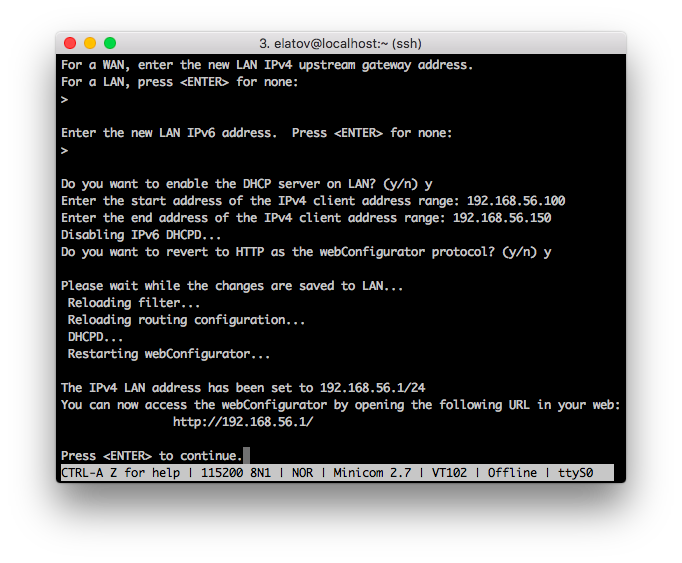 3. elatov@localhost:~ (ssh)
For a WAN, enter the new LAN IPv4 upstream gateway address.
For a LAN, press <ENTER> for none:
>
Enter the new LAN IPv6 address.  Press <ENTER> for none:
>
Do you want to enable the DHCP server on LAN? (y/n) y
Enter the start address of the IPv4 client address range: 192.168.56.100
Enter the end address of the IPv4 client address range: 192.168.56.150
Disabling IPv6 DHCPD...
Do you want to revert to HTTP as the webConfigurator protocol? (y/n) y
Please wait while the changes are saved to LAN...
Reloading filter...
Reloading routing configuration...
DHCPD...
Restarting webConfigurator...
The IPv4 LAN address has been set to 192.168.56.1/24
You can now access the webConfigurator by opening the following URL in your web:
http://192.168.56.1/
Press <ENTER> to continue.
CTRL-A Z for help | 115200 8N1 | NOR | Minicom 2.7 | VT102 | Offline | ttyS0